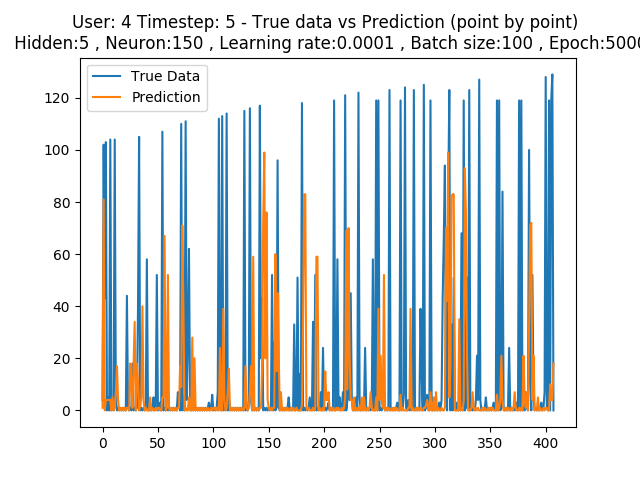 User: 4 Timestep: 5 - True data vs Prediction (point by point)
Hidden:5 , Neuron:150 , Learning rate:0.0001 , Batch size:100 , Epoch:5000
True Data
Prediction
120
100
80
60
40
20
0
0 50 100 150 200 250 300 350 400